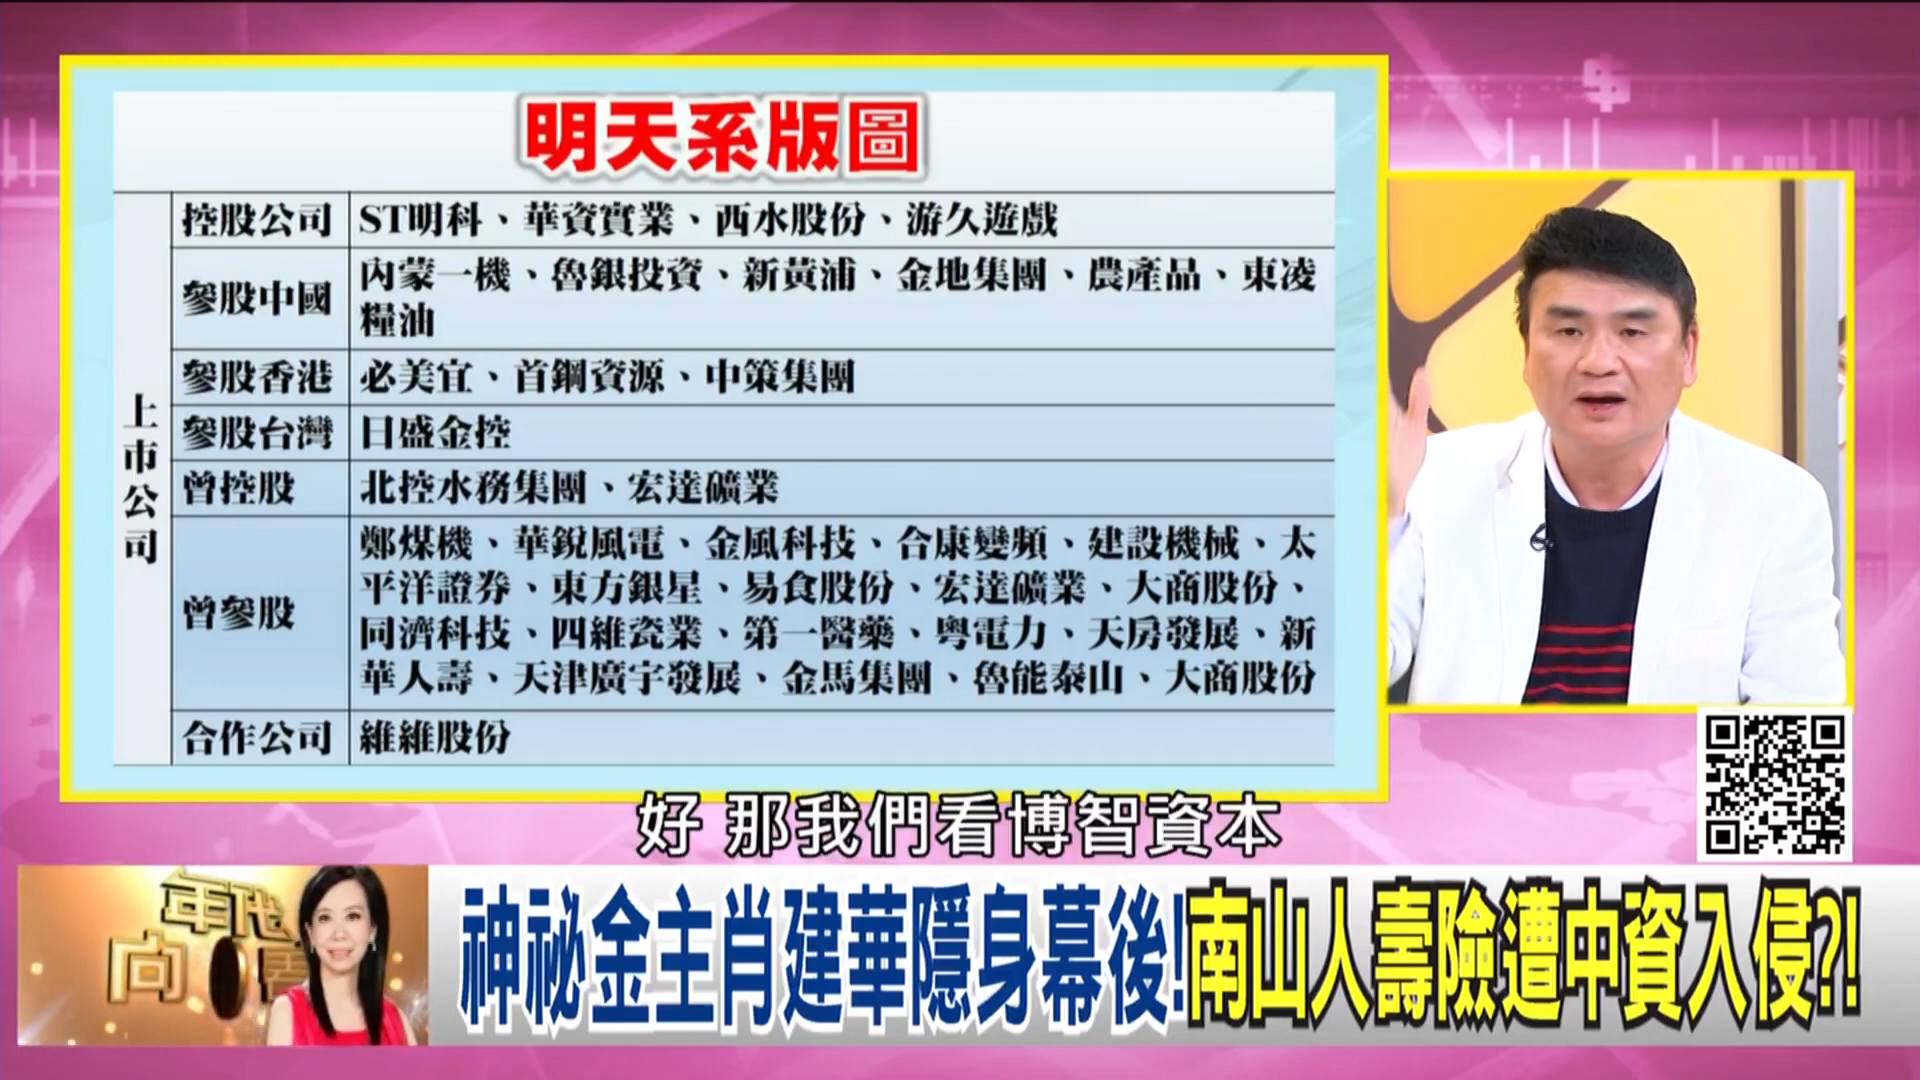 明天系版圖
上市公司
控股公司 ST明科、華資實業、西水股份、游久遊戲
參股中國 內蒙一機、魯銀投資、新黃浦、金地集團、農產品、東凌
糧油
參股香港 必美宜、首鋼資源、中策集團
參股台灣 日盛金控
曾控股 北控水務集團、宏達礦業
曾參股 鄭煤機、華銳風電、金風科技、合康變頻、建設機械、太
平洋證券、東方銀星、易食股份、宏達礦業、大商股份、
同濟科技、四維瓷業、第一醫藥、粵電力、天房發展、新
華人壽、天津廣宇發展、金馬集團、魯能泰山、大商股份
合作公司 維維股份
好 那我們看博智資本
年代
向
神祕金主肖建華隱身幕後!南山人壽險遭中資入侵?!